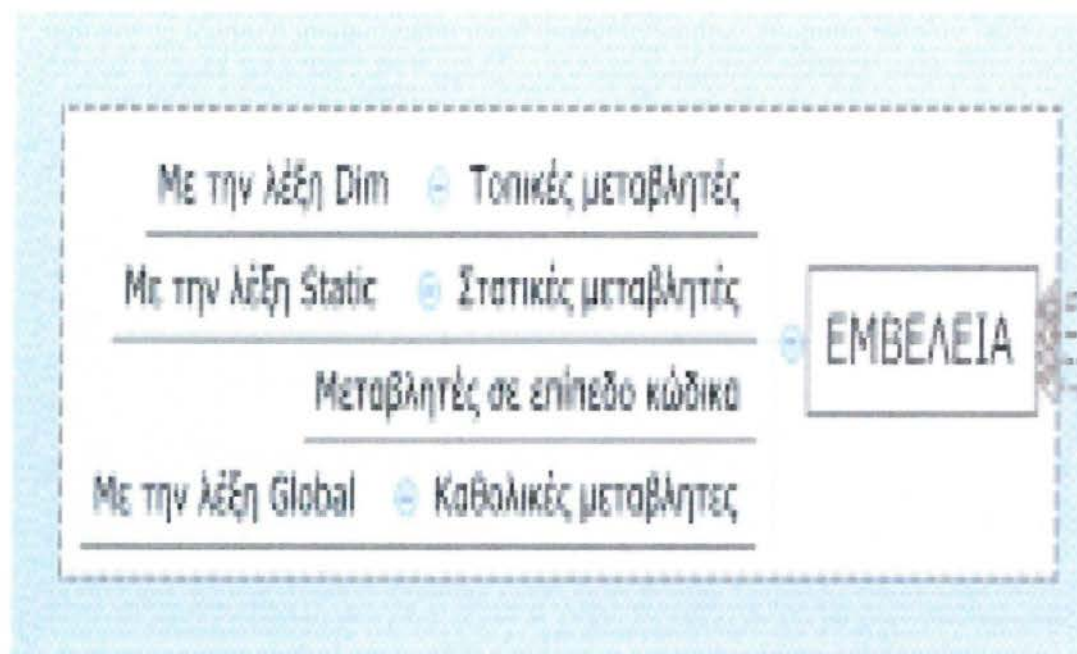 Με την λέξη Dim Τοπικές μεταβλητές
Με την λέξη Static Στατικές μεταβλητές
ΕΜΒΕΛΕΙΑ
Μεταβλητές σε επίπεδο κώδικα
Με την λέξη Global Καθολικές μεταβλητες